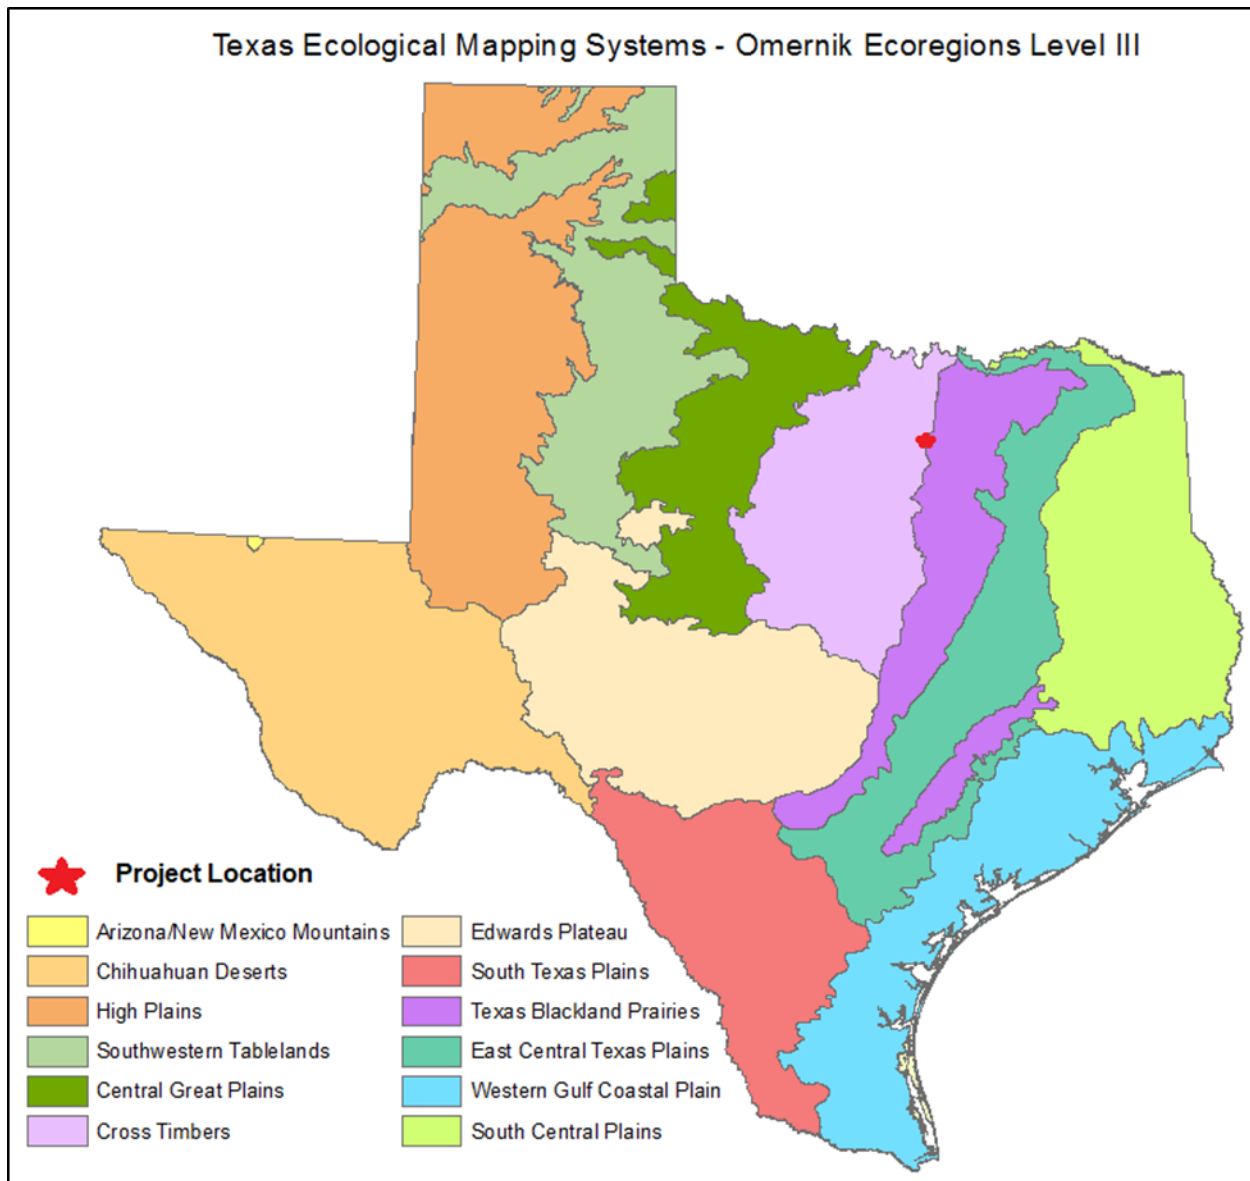 Texas Ecological Mapping Systems - Omernik Ecoregions Level III
Project Location
Arizona/New Mexico Mountains
Chihuahuan Deserts
High Plains
Southwestern Tablelands
Central Great Plains
Cross Timbers
Edwards Plateau
South Texas Plains
Texas Blackland Prairies
East Central Texas Plains
Western Gulf Coastal Plain
South Central Plains